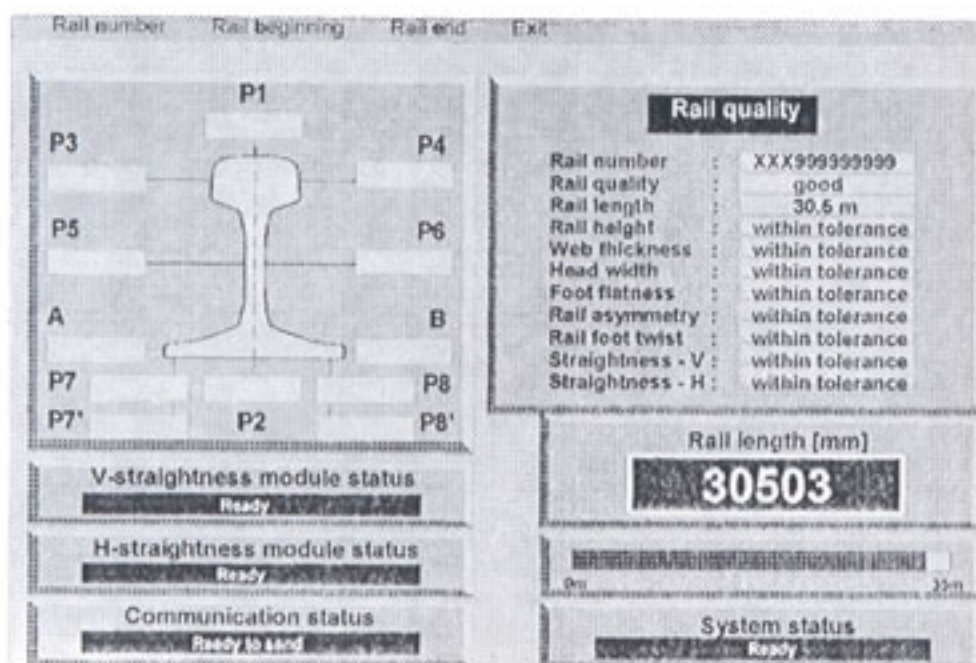 Rail number Rail beginning Rail end Exit
P1
P3 P4
P5 P6
A B
P7 P8
P7' P2 P8'
Rail quality
Rail number : XXX999999999
Rail quality : good
Rail length : 30.5 m
Rail height : within tolerance
Web thickness : within tolerance
Head width : within tolerance
Foot flatness : within tolerance
Rail asymmetry : within tolerance
Rail foot twist : within tolerance
Straightness - V : within tolerance
Straightness - H : within tolerance
Rail length [mm]
30503
0m
V-straightness module status
Ready
H-straightness module status
Ready
Communication status
Ready to send
System status
Ready